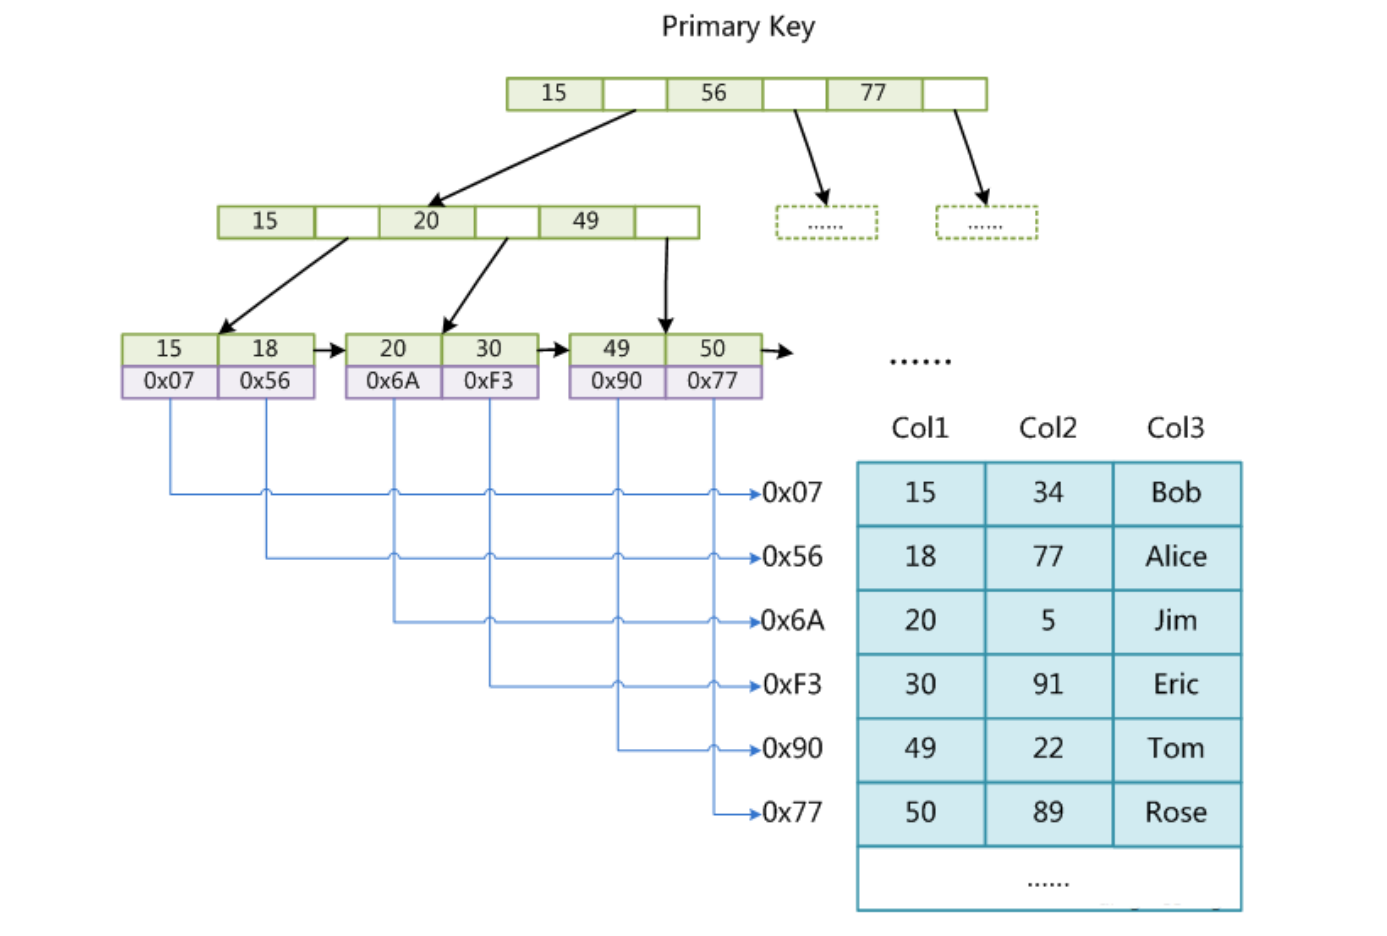 Primary Key
15 56 77
15 20 49 ...... ......
15 18 20 30 49 50
0x07 0x56 0x6A 0xF3 0x90 0x77
......
Col1 Col2 Col3
0x07 15 34 Bob
0x56 18 77 Alice
0x6A 20 5 Jim
0xF3 30 91 Eric
0x90 49 22 Tom
0x77 50 89 Rose
......